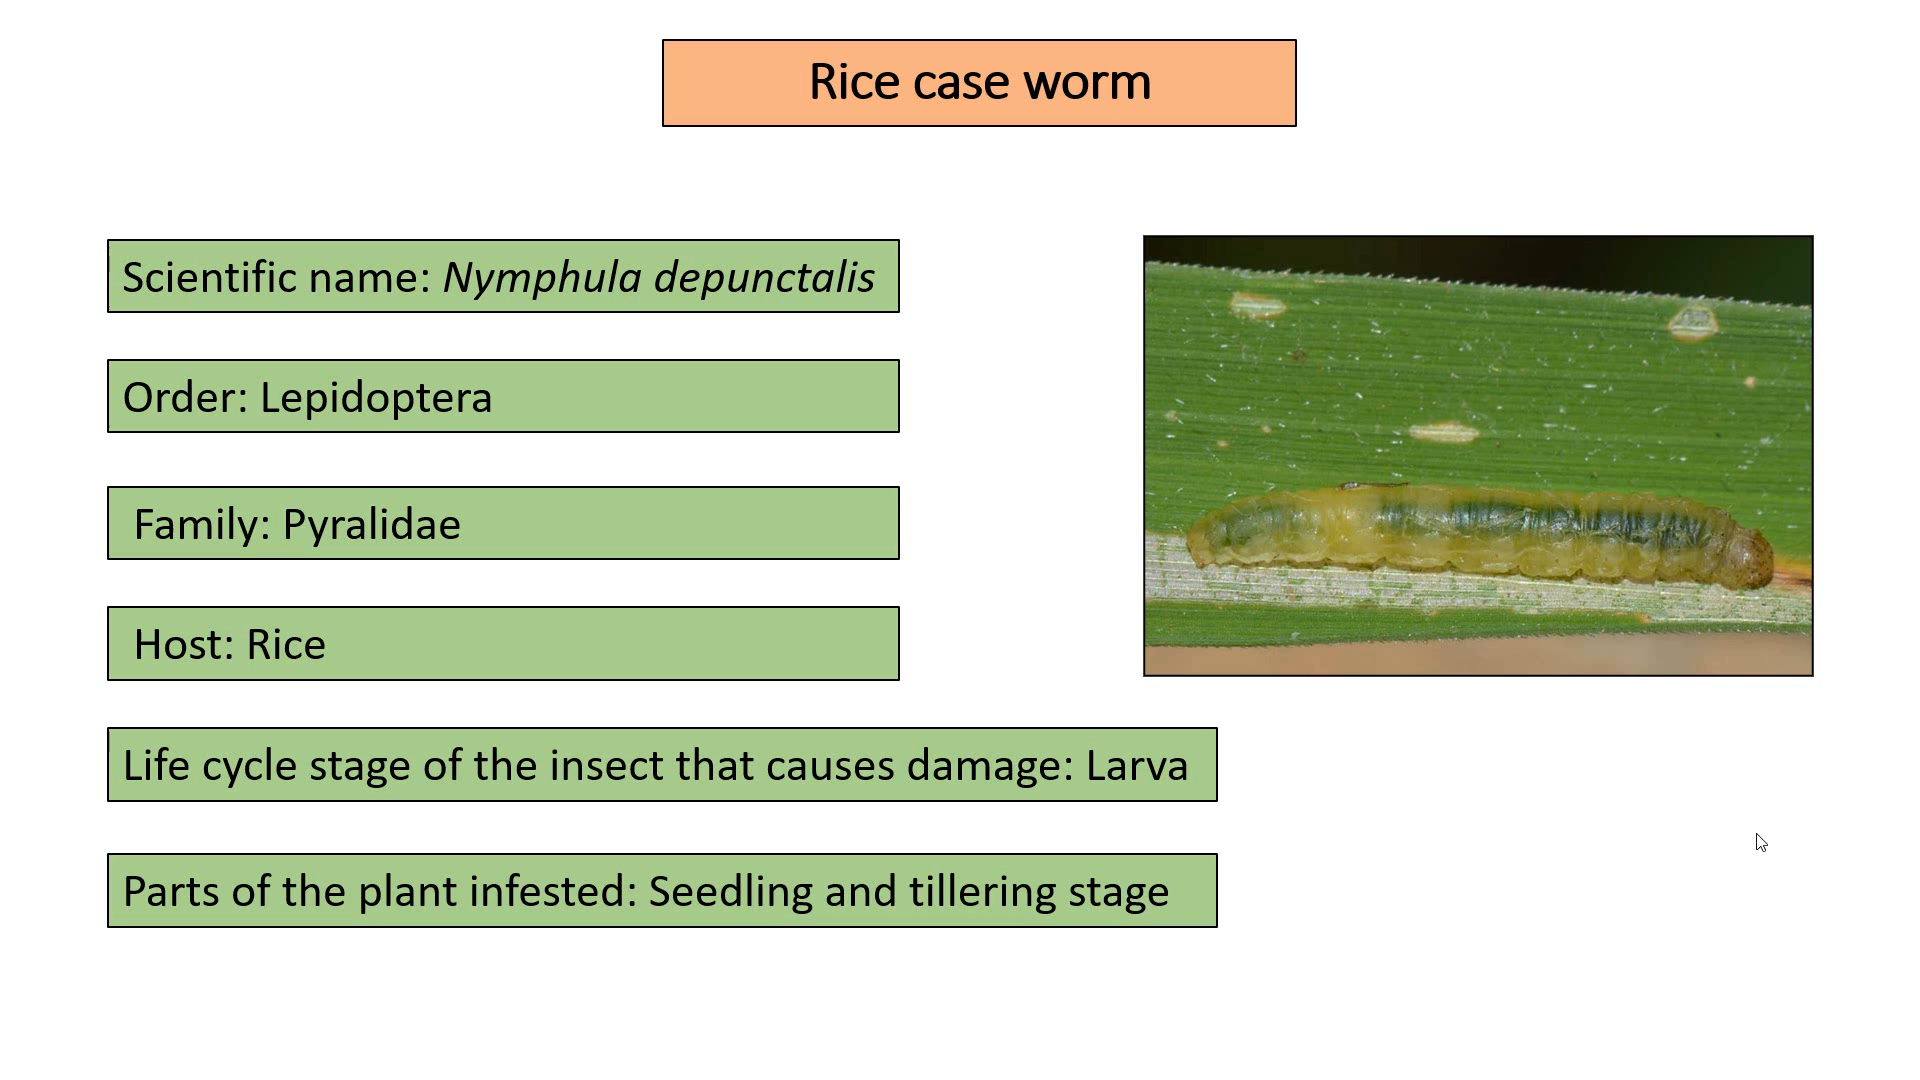 Rice case worm
Scientific name: Nymphula depunctalis
Order: Lepidoptera
Family: Pyralidae
Host: Rice
Life cycle stage of the insect that causes damage: Larva
Parts of the plant infested: Seedling and tillering stage